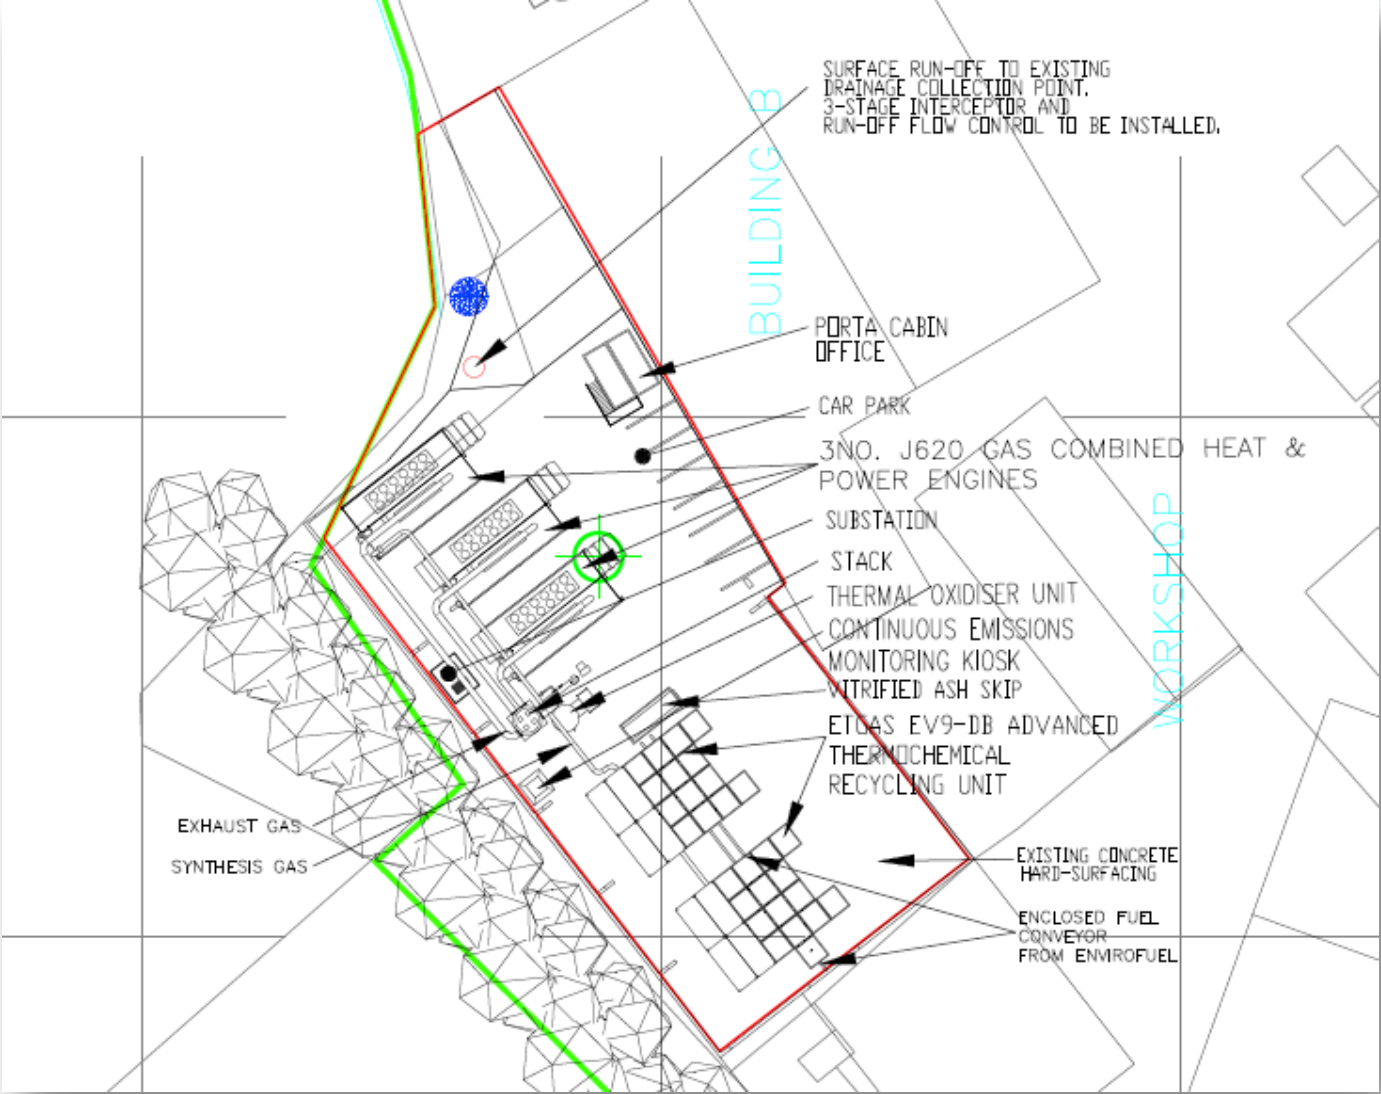 SURFACE RUN-OFF TO EXISTING
DRAINAGE COLLECTION POINT.
3-STAGE INTERCEPTOR AND
RUN-OFF FLOW CONTROL TO BE INSTALLED.
BUILDING B
PORTA CABIN
OFFICE
CAR PARK
3NO. J620 GAS COMBINED HEAT &
POWER ENGINES
SUBSTATION
STACK
THERMAL OXIDISER UNIT
CONTINUOUS EMISSIONS
MONITORING KIOSK
VITRIFIED ASH SKIP
WORKSHOP
ETGAS EV9-DB ADVANCED
THERMOCHEMICAL
RECYCLING UNIT
EXHAUST GAS
SYNTHESIS GAS
EXISTING CONCRETE
HARD-SURFACING
ENCLOSED FUEL
CONVEYOR
FROM ENVIROFUEL